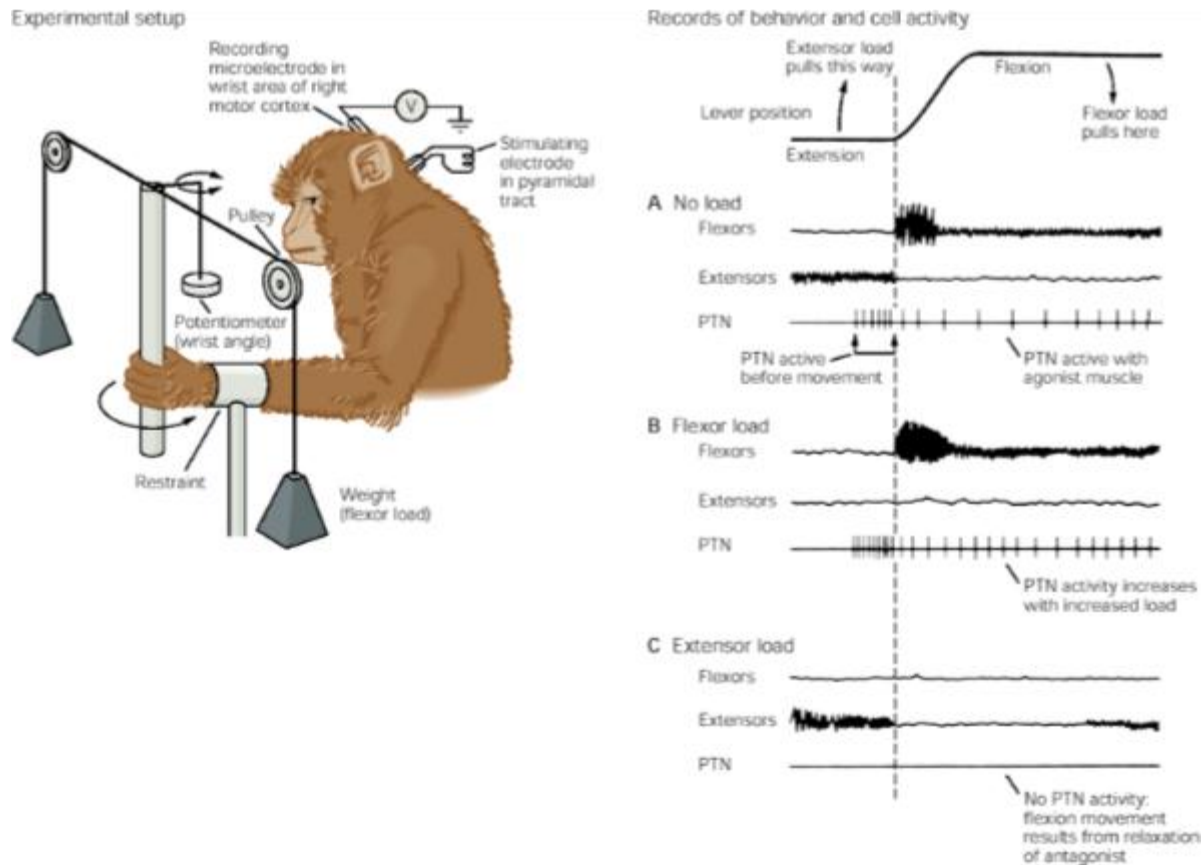 Experimental setup
Recording
microelectrode in
wrist area of right
motor cortex
V
Stimulating
electrode
in pyramidal
tract
Pulley
Potentiometer
(wrist angle)
Restraint
Weight
(flexor load)
Records of behavior and cell activity
Extensor load
pulls this way
Flexion
Lever position
Flexor load
pulls here
Extension
A No load
Flexors
Extensors
PTN
PTN active
before movement
PTN active with
agonist muscle
B Flexor load
Flexors
Extensors
PTN
PTN activity increases
with increased load
C Extensor load
Flexors
Extensors
PTN
No PTN activity:
flexion movement
results from relaxation
of antagonist